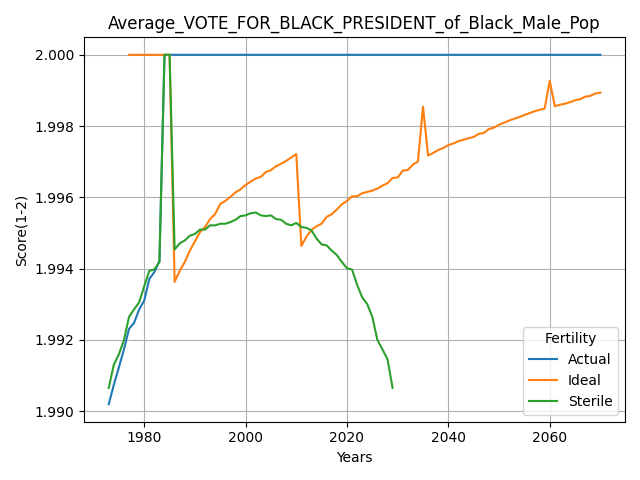 Average_VOTE_FOR_BLACK_PRESIDENT_of_Black_Male_Pop
2.000
1.998
1.996
1.994
1.992
1.990
Score(1-2)
1980
2000
2020
2040
2060
Years
Fertility
Actual
Ideal
Sterile